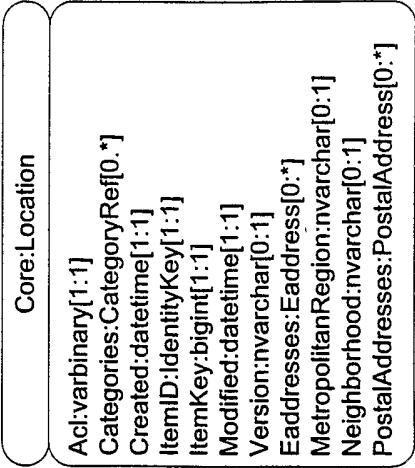 Core:Location
Acl:varbinary[1:1]
Categories:CategoryRef[0.*]
Created:datetime[1:1]
ItemID:IdentityKey[1:1]
ItemKey:bigint[1:1]
Modified:datetime[1:1]
Version:nvarchar[0:1]
Eaddresses:Eaddress[0:*]
MetropolitanRegion:nvarchar[0:1]
Neighborhood:nvarchar[0:1]
PostalAddresses:PostalAddress[0:*]